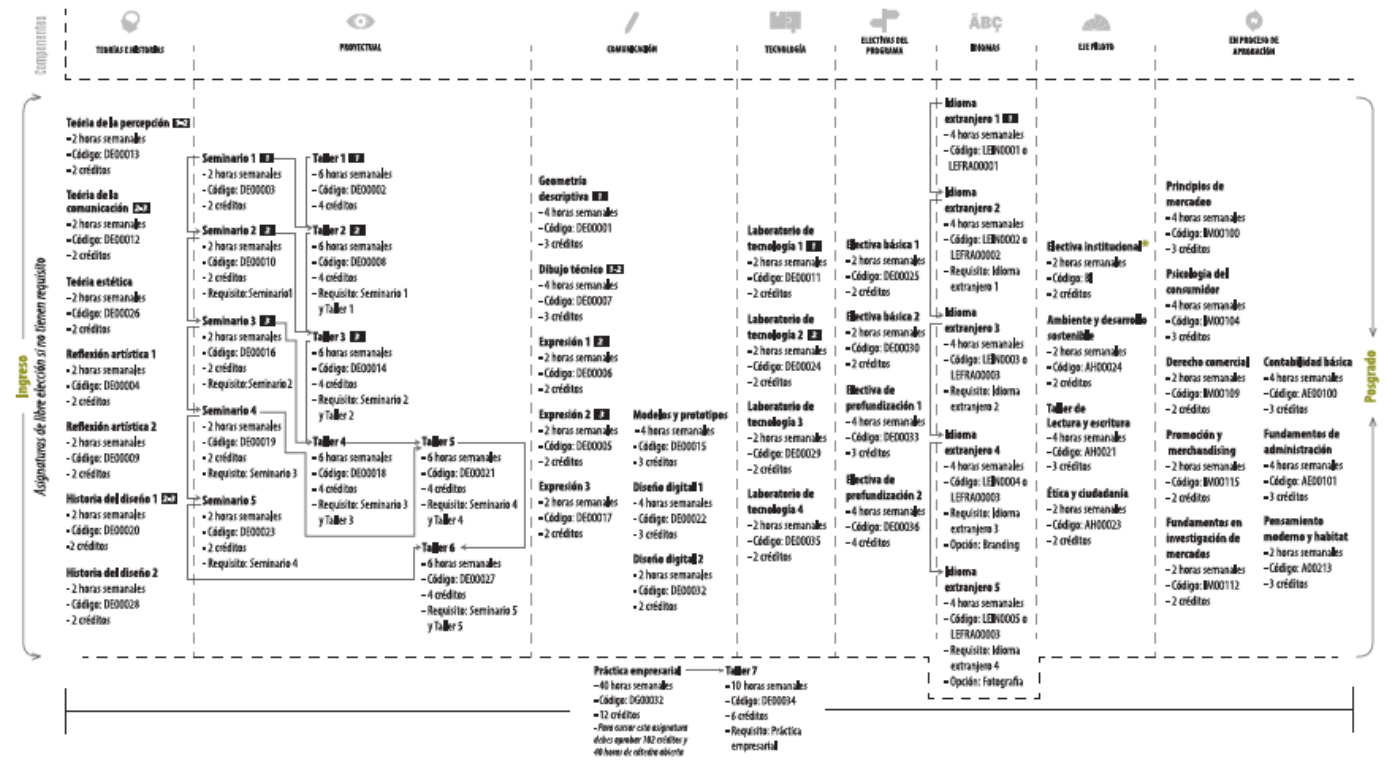 Componentes
TEORÍAS E HISTORIAS
PROYECTUAL
COMUNICACIÓN
TECNOLOGÍA
ELECTIVAS DEL
PROGRAMA
ÄBÇ
IDIOMAS
EJE PILOTO
EN PROCESO DE
APROBACIÓN
Ingreso
Asignaturas de libre elección si no tienen requisito
Teoría de la percepción
- 2 horas semanales
- Código: DE00013
- 2 créditos
Teoría de la
comunicación 2-3
- 2 horas semanales
- Código: DE00012
- 2 créditos
Teoría estética
- 2 horas semanales
- Código: DE00026
- 2 créditos
Reflexión artística 1
- 2 horas semanales
- Código: DE00004
- 2 créditos
Reflexión artística 2
- 2 horas semanales
- Código: DE00009
- 2 créditos
Historia del diseño 1
- 2 horas semanales
- Código: DE00020
-2 créditos
Historia del diseño 2
- 2 horas semanales
- Código: DE00028
- 2 créditos
Seminario 1 1
- 2 horas semanales
- Código: DE00003
- 2 créditos
Seminario 2 2
- 2 horas semanales
- Código: DE00010
- 2 créditos
- Requisito: Seminario1
Seminario 3 3
- 2 horas semanales
- Código: DE00016
- 2 créditos
- Requisito: Seminario 2
Seminario 4
- 2 horas semanales
- Código: DE00019
- 2 créditos
- Requisito: Seminario 3
Seminario 5
- 2 horas semanales
- Código: DE00023
- 2 créditos
- Requisito: Seminario 4
Taller 1 1
- 6 horas semanales
- Código: DE00002
- 4 créditos
Taller 2 2
- 6 horas semanales
- Código: DE00008
- 4 créditos
- Requisito: Seminario 1
y Taller 1
Taller 3 3
- 6 horas semanales
- Código: DE00014
- 4 créditos
- Requisito: Seminario 2
y Taller 2
Taller 4
- 6 horas semanales
- Código: DE00018
- 4 créditos
- Requisito: Seminario 3
y Taller 3
Taller 5
- 6 horas semanales
- Código: DE00021
- 4 créditos
- Requisito: Seminario 4
y Taller 4
Taller 6
- 6 horas semanales
- Código: DE00027
- 4 créditos
- Requisito: Seminario 5
y Taller 5
Geometría
descriptiva 1
- 4 horas semanales
- Código: DE00001
- 3 créditos
Dibujo técnico 1-2
- 4 horas semanales
- Código: DE00007
- 3 créditos
Expresión 1 2
- 2 horas semanales
- Código: DE00006
- 2 créditos
Expresión 2 3
- 2 horas semanales
- Código: DE00005
- 2 créditos
Expresión 3
- 2 horas semanales
- Código: DE00017
- 2 créditos
Modelos y prototipos
- 4 horas semanales
- Código: DE00015
- 3 créditos
Diseño digital 1
- 4 horas semanales
- Código: DE00022
- 3 créditos
Diseño digital 2
- 2 horas semanales
- Código: DE00032
- 2 créditos
Laboratorio de
tecnología 1 1
- 2 horas semanales
- Código: DE00011
- 2 créditos
Laboratorio de
tecnología 2 2
- 2 horas semanales
- Código: DE00024
- 2 créditos
Laboratorio de
tecnología 3
- 2 horas semanales
- Código: DE00029
- 2 créditos
Laboratorio de
tecnología 4
- 2 horas semanales
- Código: DE00035
- 2 créditos
Electiva básica 1
- 2 horas semanales
- Código: DE00025
- 2 créditos
Electiva básica 2
- 2 horas semanales
- Código: DE00030
- 2 créditos
Electiva de
profundización 1
- 4 horas semanales
- Código: DE00033
- 3 créditos
Electiva de
profundización 2
- 4 horas semanales
- Código: DE00036
- 4 créditos
Idioma
extranjero 1 1
- 4 horas semanales
- Código: LEIN0001 o
LEFRA00001
Idioma
extranjero 2
- 4 horas semanales
- Código: LEIN0002 o
LEFRA00002
- Requisito: Idioma
extranjero 1
Idioma
extranjero 3
- 4 horas semanales
- Código: LEIN0003 o
LEFRA00003
- Requisito: Idioma
extranjero 2
Idioma
extranjero 4
- 4 horas semanales
- Código: LEIN0004 o
LEFRA00003
- Requisito: Idioma
extranjero 3
- Opción: Branding
Idioma
extranjero 5
- 4 horas semanales
- Código: LEIN0005 o
LEFRA00003
- Requisito: Idioma
extranjero 4
- Opción: Fotografía
Electiva institucional*
- 2 horas semanales
- Código: BI
- 2 créditos
Ambiente y desarrollo
sostenible
- 2 horas semanales
- Código: AH00024
- 2 créditos
Taller de
Lectura y escritura
- 4 horas semanales
- Código: AH0021
- 3 créditos
Ética y ciudadanía
- 2 horas semanales
- Código: AH00023
- 2 créditos
Principios de
mercadeo
- 4 horas semanales
- Código: IM00100
- 3 créditos
Psicología del
consumidor
- 4 horas semanales
- Código: IM00104
- 3 créditos
Derecho comercial
- 2 horas semanales
- Código: IM00109
- 2 créditos
Promoción y
merchandising
- 2 horas semanales
- Código: IM00115
- 2 créditos
Fundamentos en
investigación de
mercados
- 2 horas semanales
- Código: IM00112
- 2 créditos
Contabilidad básica
- 4 horas semanales
- Código: AE00100
- 3 créditos
Fundamentos de
administración
- 4 horas semanales
- Código: AE00101
- 3 créditos
Pensamiento
moderno y habitat
- 2 horas semanales
- Código: A00213
- 3 créditos
Posgrado
Práctica empresarial
- 40 horas semanales
- Código: DG00032
- 12 créditos
- Para cursar esta asignatura
debes aprobar 102 créditos y
40 horas de cátedra abierta
Taller 7
- 10 horas semanales
- Código: DE00034
- 6 créditos
- Requisito: Práctica
empresarial